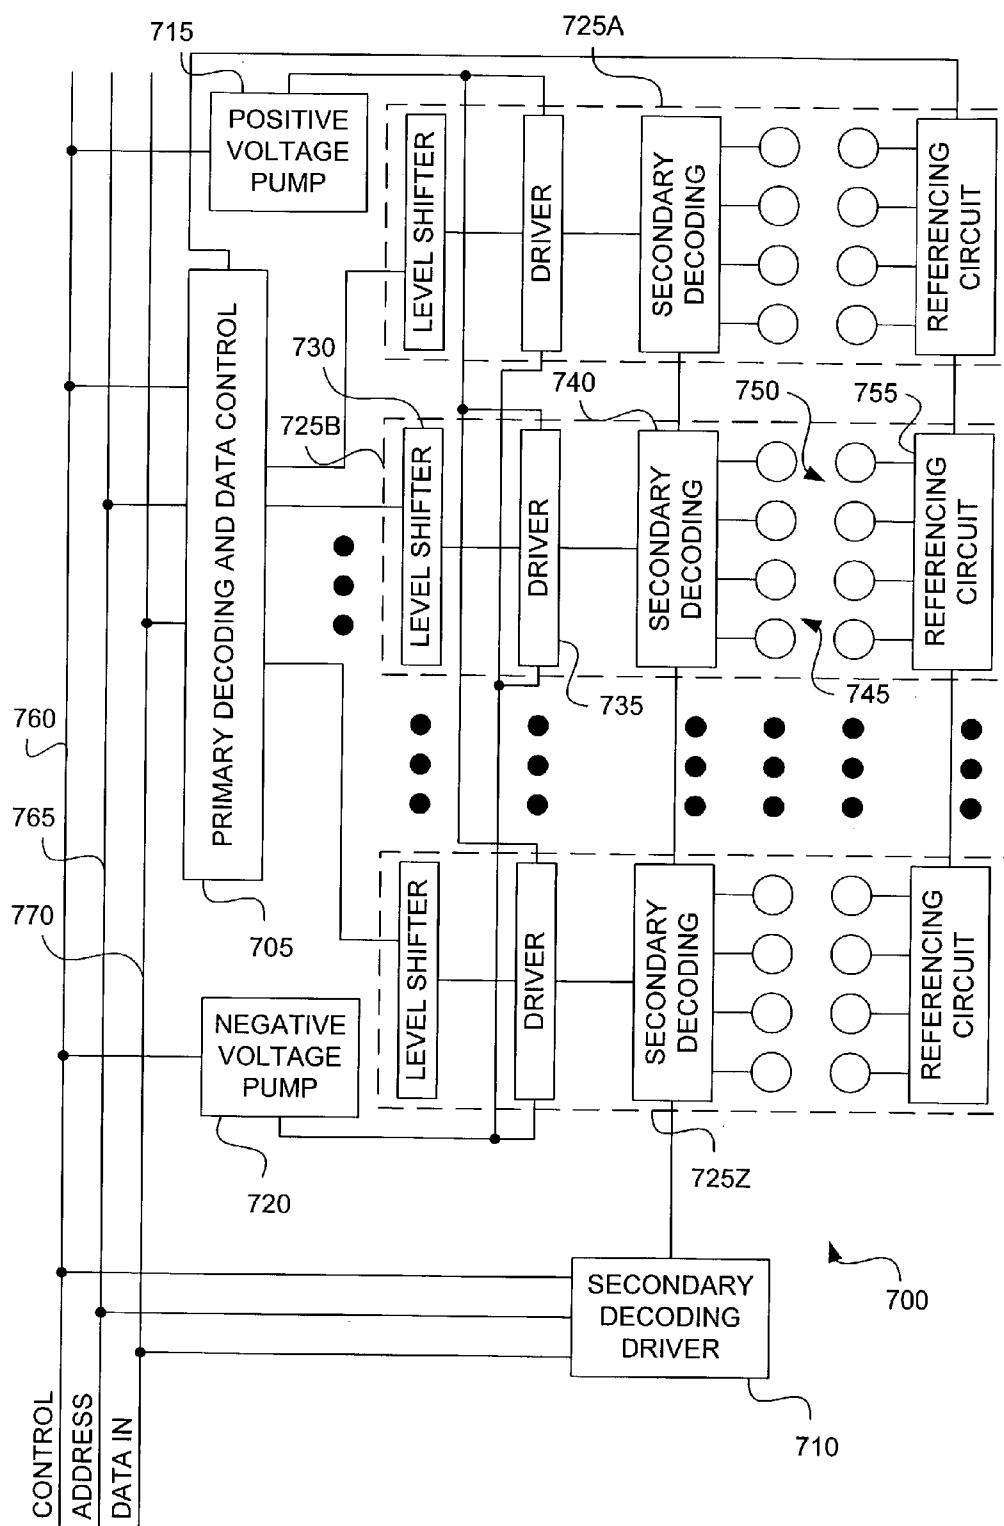 715
725A
POSITIVE
VOLTAGE
PUMP
LEVEL SHIFTER
DRIVER
SECONDARY
DECODING
REFERENCING
CIRCUIT
PRIMARY DECODING AND DATA CONTROL
730
725B
740
750
755
LEVEL SHIFTER
DRIVER
SECONDARY
DECODING
REFERENCING
CIRCUIT
735
745
760
765
770
705
LEVEL SHIFTER
DRIVER
SECONDARY
DECODING
REFERENCING
CIRCUIT
NEGATIVE
VOLTAGE
PUMP
720
725Z
SECONDARY
DECODING
DRIVER
700
710
CONTROL
ADDRESS
DATA IN